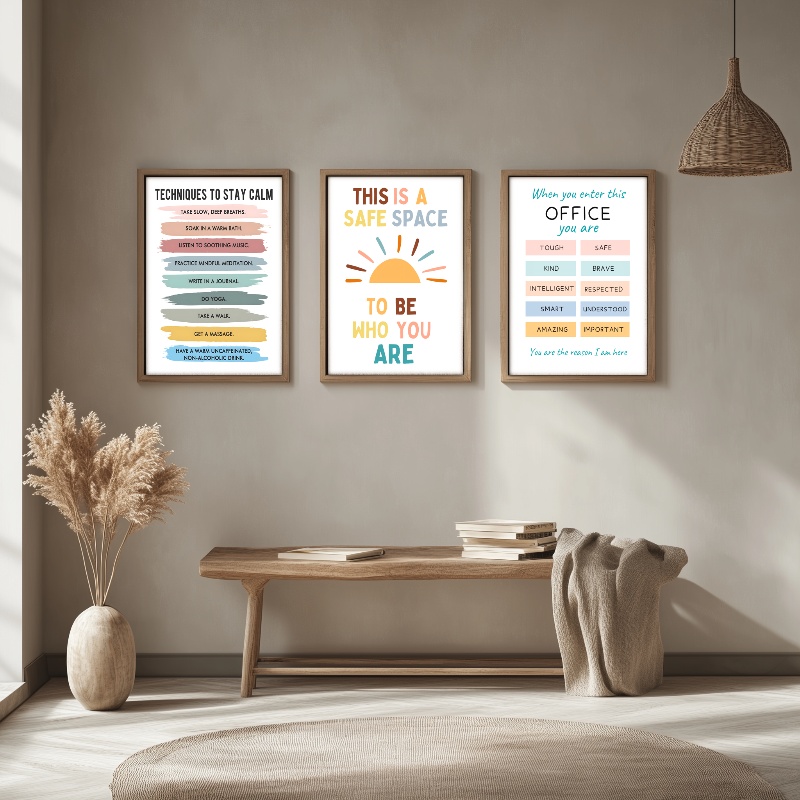 TECHNIQUES TO STAY CALM
TAKE SLOW, DEEP BREATHS.
SOAK IN A WARM BATH.
LISTEN TO SOOTHING MUSIC.
PRACTICE MINDFUL MEDITATION.
WRITE IN A JOURNAL
DO YOGA.
TAKE A WALK.
GET A MASSAGE.
HAVE A WARM UNCAFFEINATED,
NON-ALCOHOLIC DRINK.
THIS IS A
SAFE SPACE
TO BE
WHO YOU
ARE
When you enter this
OFFICE
you are
TOUGH SAFE
KIND BRAVE
INTELLIGENT RESPECTED
SMART UNDERSTOOD
AMAZING IMPORTANT
You are the reason I am here